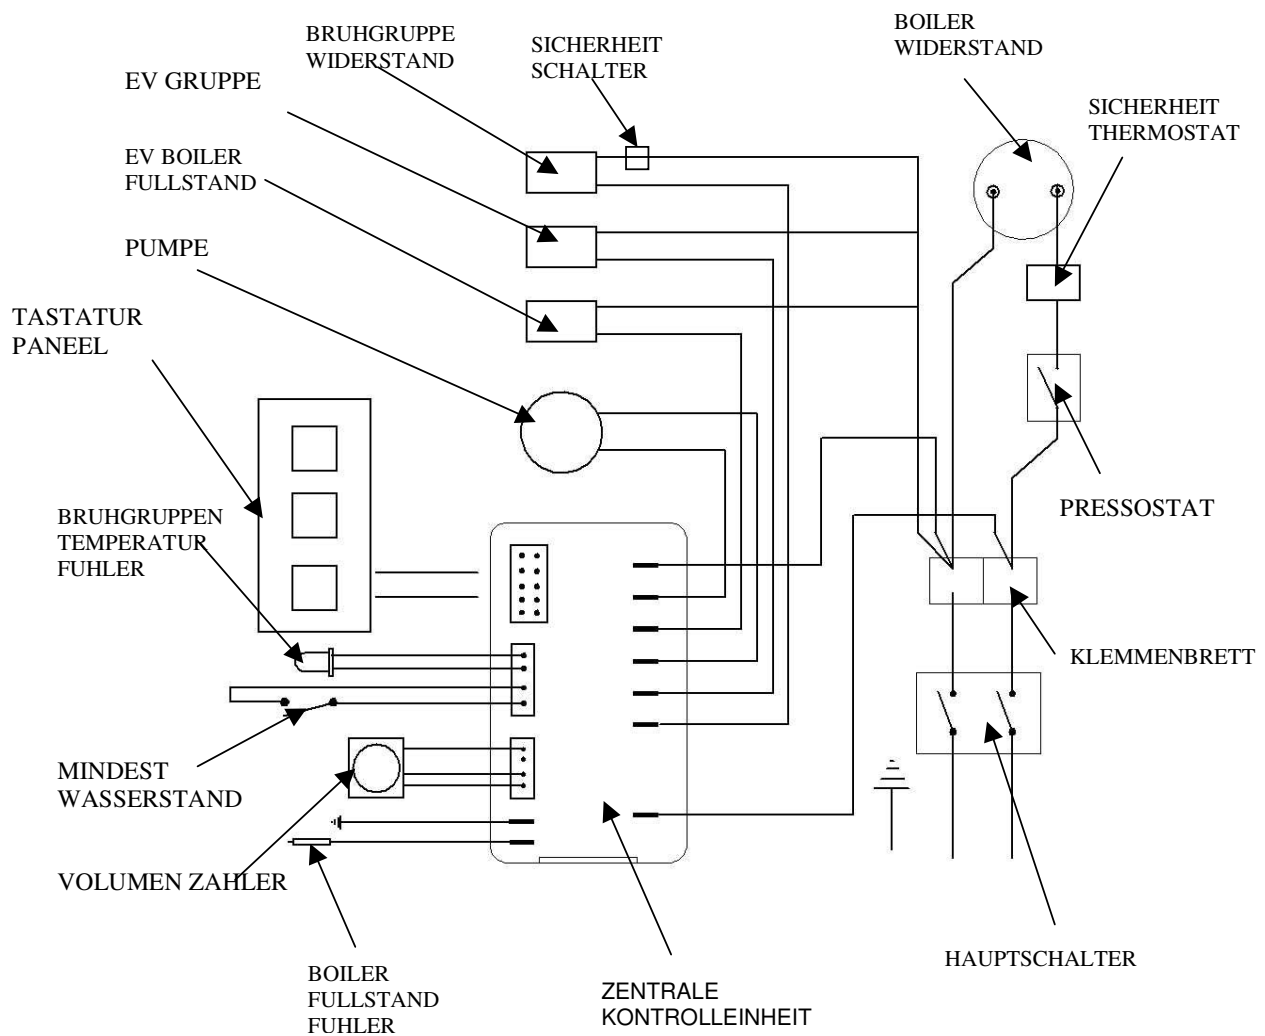 BRUHGRUPPE
WIDERSTAND
SICHERHEIT
SCHALTER
BOILER
WIDERSTAND
EV GRUPPE
SICHERHEIT
THERMOSTAT
EV BOILER
FULLSTAND
PUMPE
TASTATUR
PANEEL
PRESSOSTAT
BRUHGRUPPEN
TEMPERATUR
FUHLER
KLEMMENBRETT
MINDEST
WASSERSTAND
VOLUMEN ZAHLER
HAUPTSCHALTER
BOILER
FULLSTAND
FUHLER
ZENTRALE
KONTROLLEINHEIT